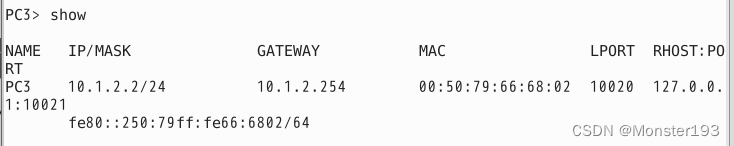 PC3> show
NAME   IP/MASK              GATEWAY           MAC                LPORT  RHOST:PO
RT
PC3    10.1.2.2/24          10.1.2.254        00:50:79:66:68:02  10020  127.0.0.
1:10021
       fe80::250:79ff:fe66:6802/64
CSDN @Monster193